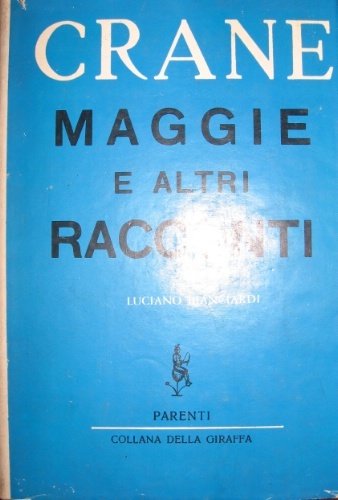 CRANE
MAGGIE
E ALTRI
RACCONTI
LUCIANO BIANCIARDI
PARENTI
COLLANA DELLA GIRAFFA